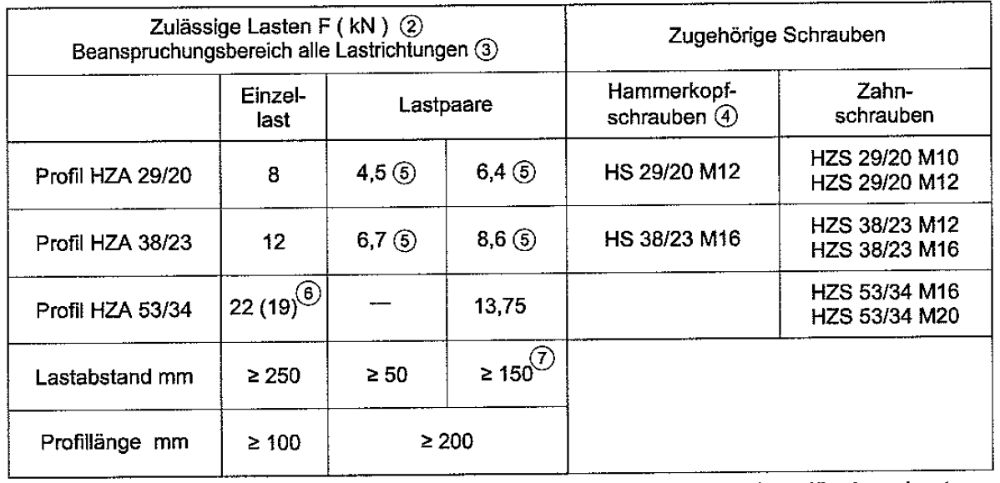 Zulässige Lasten F ( kN ) ②
Beanspruchungsbereich alle Lastrichtungen ③
Zugehörige Schrauben
Einzel-
last
Lastpaare
Hammerkopf-
schrauben ④
Zahn-
schrauben
Profil HZA 29/20
8
4,5 ⑤
6,4 ⑤
HS 29/20 M12
HZS 29/20 M10
HZS 29/20 M12
Profil HZA 38/23
12
6,7 ⑤
8,6 ⑤
HS 38/23 M16
HZS 38/23 M12
HZS 38/23 M16
Profil HZA 53/34
22 (19) ⑥
—
13,75
HZS 53/34 M16
HZS 53/34 M20
Lastabstand mm
≥ 250
≥ 50
≥ 150 ⑦
Profillänge mm
≥ 100
≥ 200